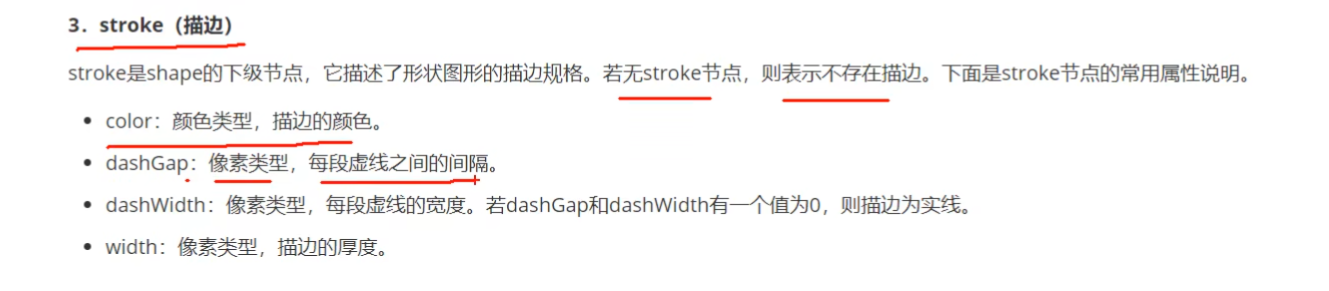 3．stroke（描边）
stroke是shape的下级节点，它描述了形状图形的描边规格。若无stroke节点，则表示不存在描边。下面是stroke节点的常用属性说明。
• color：颜色类型，描边的颜色。
• dashGap：像素类型，每段虚线之间的间隔。
• dashWidth：像素类型，每段虚线的宽度。若dashGap和dashWidth有一个值为0，则描边为实线。
• width：像素类型，描边的厚度。